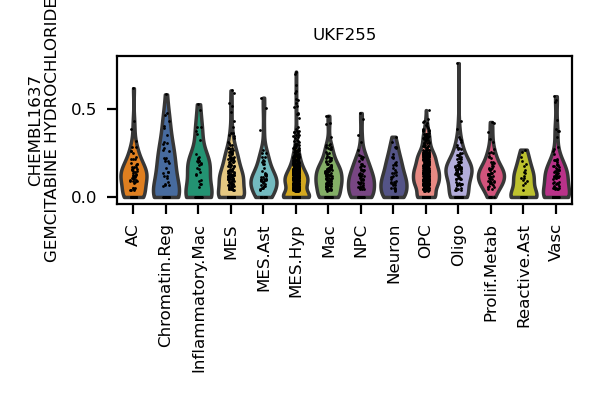 UKF255
CHEMBL1637
GEMCITABINE HYDROCHLORIDE
0.5
0.0
AC
Chromatin.Reg
Inflammatory.Mac
MES
MES.Ast
MES.Hyp
Mac
NPC
Neuron
OPC
Oligo
Prolif.Metab
Reactive.Ast
Vasc